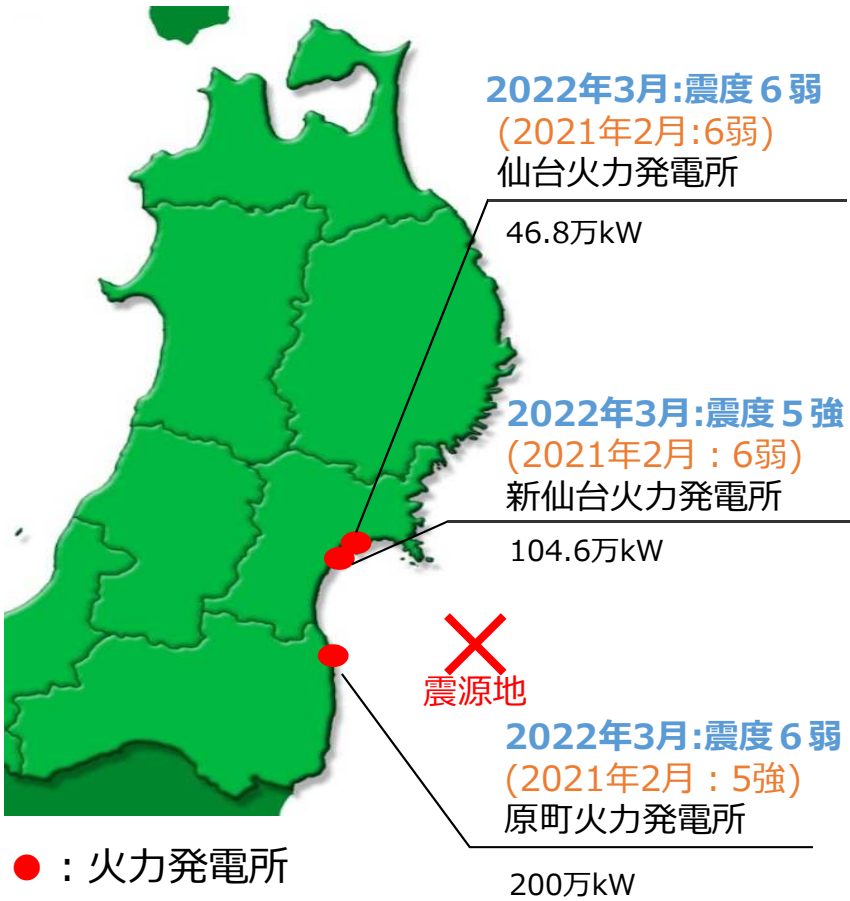 2022年3月:震度６弱
(2021年2月:6弱)
仙台火力発電所
46.8万kW
2022年3月:震度５強
(2021年2月：6弱)
新仙台火力発電所
104.6万kW
震源地
2022年3月:震度６弱
(2021年2月：5強)
原町火力発電所
200万kW
：火力発電所